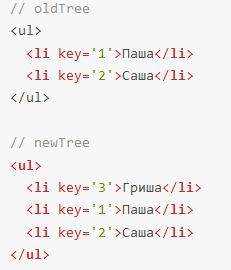 // oldTree
<ul>
<li key='1'>Паша</li>
<li key='2'>Саша</li>
</ul>
// newTree
<ul>
<li key='3'>Гриша</li>
<li key='1'>Паша</li>
<li key='2'>Саша</li>
</ul>